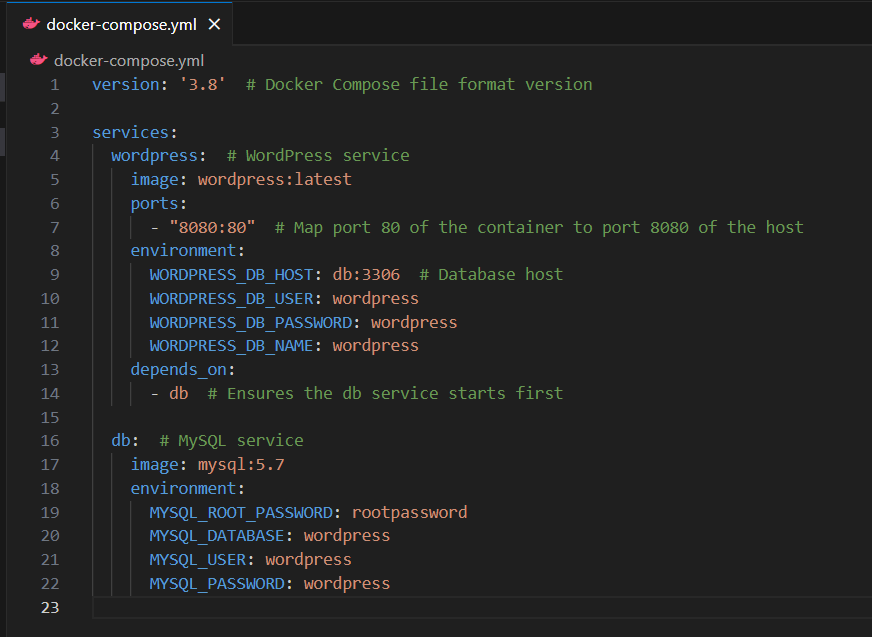 docker-compose.yml ×
docker-compose.yml
1 version: '3.8'  # Docker Compose file format version
2
3 services:
4   wordpress:  # WordPress service
5     image: wordpress:latest
6     ports:
7       - "8080:80"  # Map port 80 of the container to port 8080 of the host
8     environment:
9       WORDPRESS_DB_HOST: db:3306  # Database host
10       WORDPRESS_DB_USER: wordpress
11       WORDPRESS_DB_PASSWORD: wordpress
12       WORDPRESS_DB_NAME: wordpress
13     depends_on:
14       - db  # Ensures the db service starts first
15
16   db:  # MySQL service
17     image: mysql:5.7
18     environment:
19       MYSQL_ROOT_PASSWORD: rootpassword
20       MYSQL_DATABASE: wordpress
21       MYSQL_USER: wordpress
22       MYSQL_PASSWORD: wordpress
23